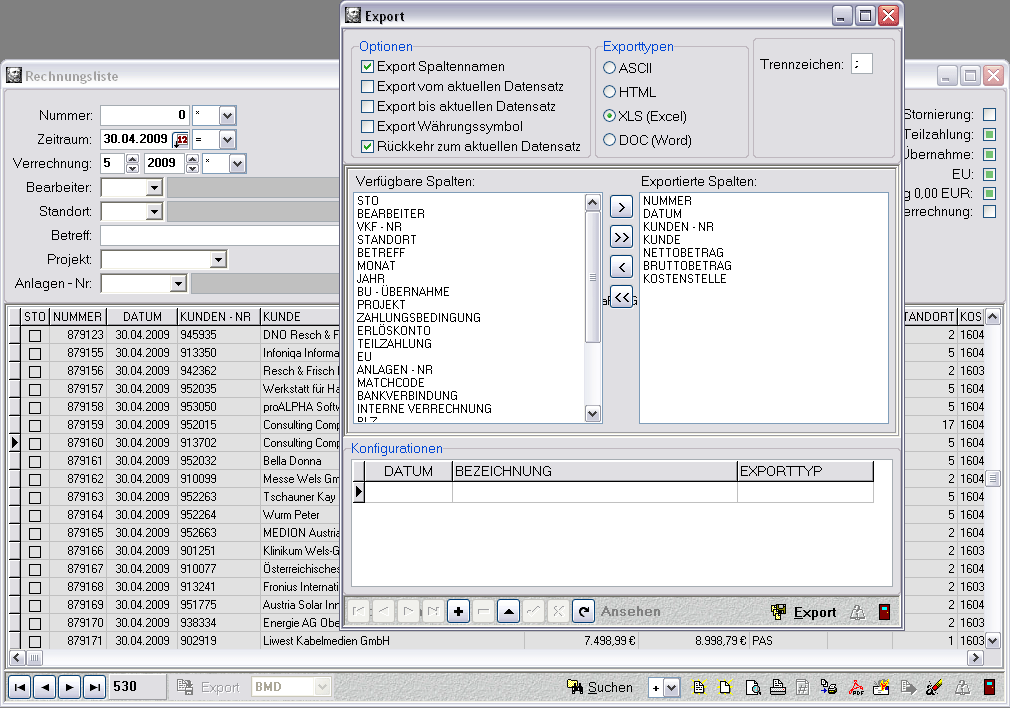 Export
Optionen
Export Spaltennamen
Export vom aktuellen Datensatz
Export bis aktuellen Datensatz
Export Währungssymbol
Rückkehr zum aktuellen Datensatz
Exporttypen
ASCII
HTML
XLS (Excel)
DOC (Word)
Trennzeichen: ;
Verfügbare Spalten:
STO
BEARBEITER
VKF - NR
STANDORT
BETREFF
MONAT
JAHR
BU - ÜBERNAHME
PROJEKT
ZAHLUNGSBEDINGUNG
ERLÖSKONTO
TEILZAHLUNG
EU
ANLAGEN - NR
MATCHCODE
BANKVERBINDUNG
INTERNE VERRECHNUNG
PLZ
>
>>
<
<<
Exportierte Spalten:
NUMMER
DATUM
KUNDEN - NR
KUNDE
NETTOBETRAG
BRUTTOBETRAG
KOSTENSTELLE
Konfigurationen
DATUM BEZEICHNUNG EXPORTTYP
Ansehen
Export
Rechnungsliste
Nummer: 0 *
Zeitraum: 30.04.2009 12 =
Verrechnung: 5 2009 *
Bearbeiter:
Standort:
Betreff:
Projekt:
Anlagen - Nr:
Stornierung:
Teilzahlung:
Übernahme:
EU:
g 0,00 EUR:
errechnung:
STO NUMMER DATUM KUNDEN - NR KUNDE TANDORT KOS
879123 30.04.2009 945935 DNO Resch & F 2 1604
879155 30.04.2009 913350 Infoniqa Informa 5 1604
879156 30.04.2009 942362 Resch & Frisch 2 1603
879157 30.04.2009 952035 Werkstatt für Ha 5 1604
879158 30.04.2009 953050 proALPHA Softw 5 1604
879159 30.04.2009 952015 Consulting Comp 17 1604
879160 30.04.2009 913702 Consulting Comp 5 1604
879161 30.04.2009 952032 Bella Donna 5 1604
879162 30.04.2009 910099 Messe Wels Gm 5 1604
879163 30.04.2009 952263 Tschauner Kay 5 1604
879164 30.04.2009 952264 Wurm Peter 5 1604
879165 30.04.2009 952663 MEDION Austria 5 1604
879166 30.04.2009 901251 Klinikum Wels-G 2 1603
879167 30.04.2009 910077 Österreichisches 5 1604
879168 30.04.2009 913241 Fronius Internati 2 1603
879169 30.04.2009 951775 Austria Solar Inn 5 1604
879170 30.04.2009 938334 Energie AG Obe 2 1603
879171 30.04.2009 902919 Liwest Kabelmedien GmbH 7.498,99 € 8.998,79 € PAS 1 1603
530
Export
BMD
Suchen
+
PDF